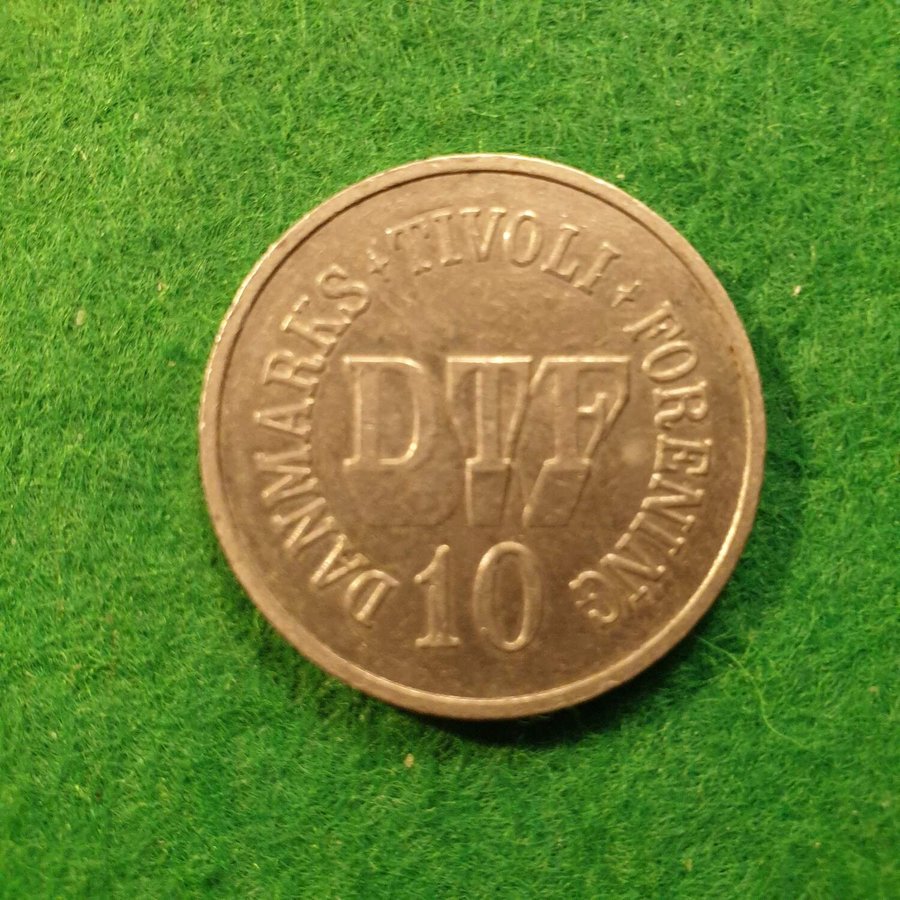 DANMARKS + TIVOLI + FORENING
DTF
10